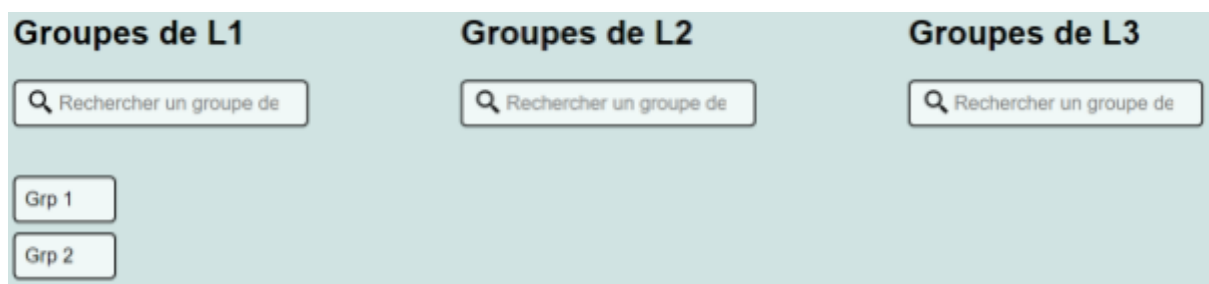 Groupes de L1
Groupes de L2
Groupes de L3
Rechercher un groupe de
Rechercher un groupe de
Rechercher un groupe de
Grp 1
Grp 2